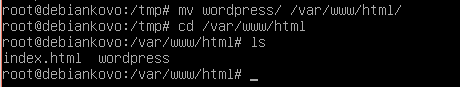 root@debiankovo:/tmp# mv wordpress/ /var/www/html/
root@debiankovo:/tmp# cd /var/www/html
root@debiankovo:/var/www/html# ls
index.html  wordpress
root@debiankovo:/var/www/html# _